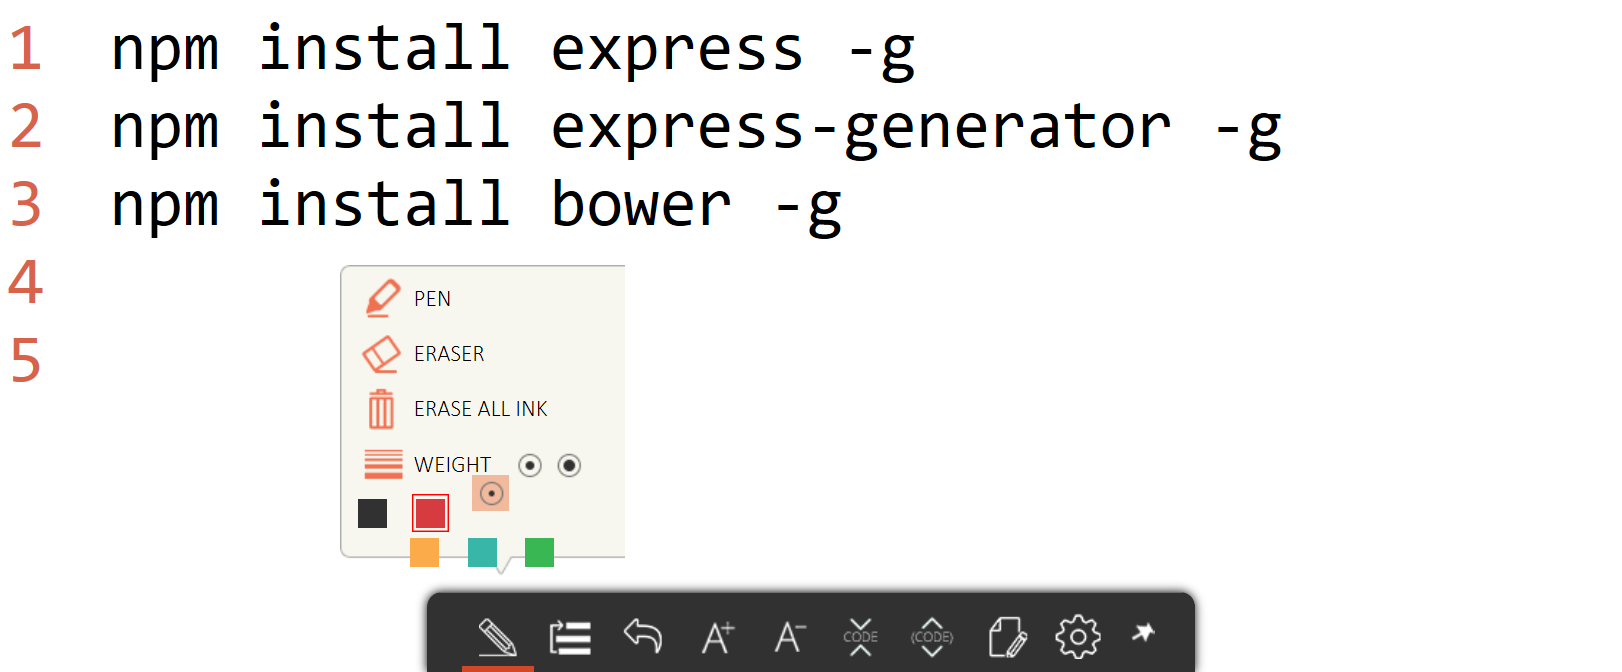 1 npm install express -g
2 npm install express-generator -g
3 npm install bower -g
4
5
PEN
ERASER
ERASE ALL INK
WEIGHT
A+ A- CODE (CODE)